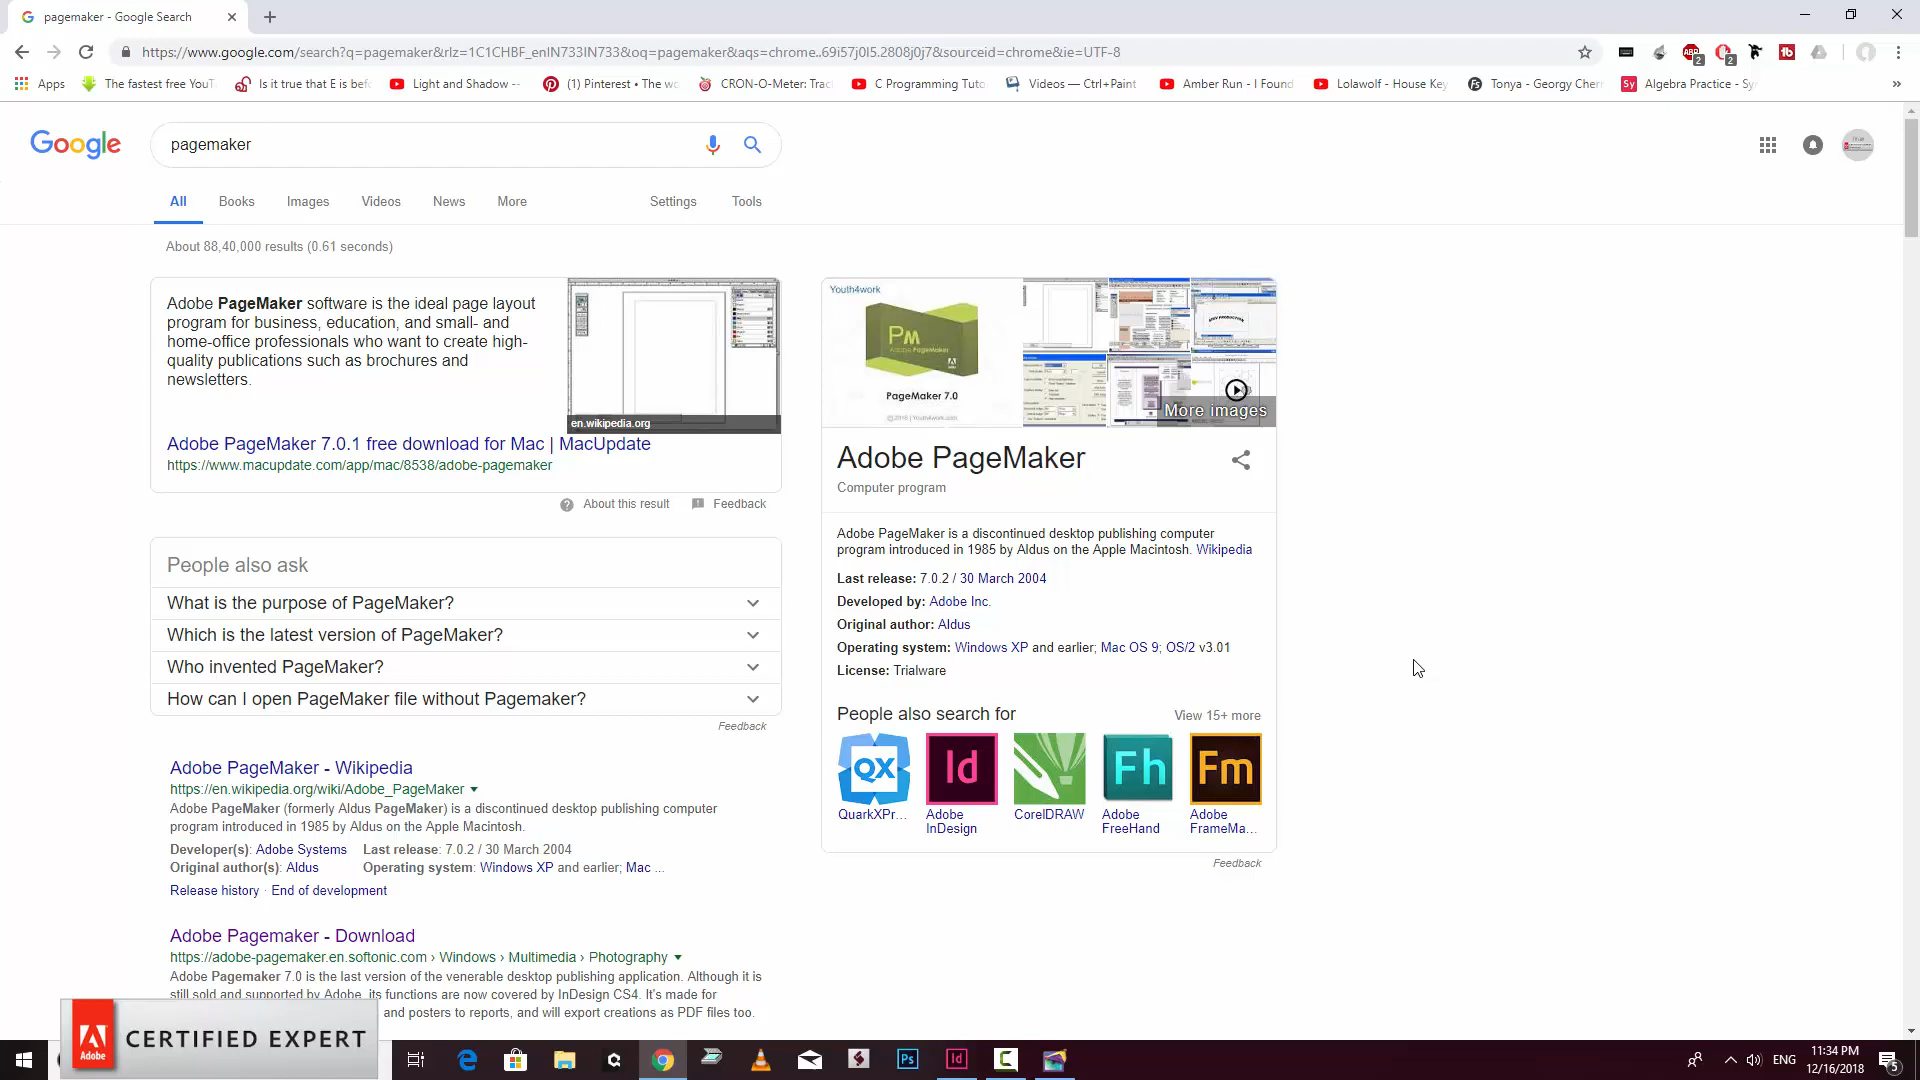 pagemaker - Google Search
https://www.google.com/search?q=pagemaker&rlz=1C1CHBF_enIN733IN733&oq=pagemaker&aqs=chrome..69i57j0l5.2808j0j7&sourceid=chrome&ie=UTF-8
Apps The fastest free YouT Is it true that E is befo Light and Shadow -- (1) Pinterest • The wo CRON-O-Meter: Trac C Programming Tuto Videos — Ctrl+Paint Amber Run - I Found Lolawolf - House Key Tonya - Georgy Cher Algebra Practice - Sy
Google
pagemaker
All Books Images Videos News More Settings Tools
About 88,40,000 results (0.61 seconds)
Adobe PageMaker software is the ideal page layout
program for business, education, and small- and
home-office professionals who want to create high-
quality publications such as brochures and
newsletters.
en.wikipedia.org
Adobe PageMaker 7.0.1 free download for Mac | MacUpdate
https://www.macupdate.com/app/mac/8538/adobe-pagemaker
About this result Feedback
People also ask
What is the purpose of PageMaker?
Which is the latest version of PageMaker?
Who invented PageMaker?
How can I open PageMaker file without Pagemaker?
Feedback
Adobe PageMaker - Wikipedia
https://en.wikipedia.org/wiki/Adobe_PageMaker
Adobe PageMaker (formerly Aldus PageMaker) is a discontinued desktop publishing computer
program introduced in 1985 by Aldus on the Apple Macintosh.
Developer(s): Adobe Systems Last release: 7.0.2 / 30 March 2004
Original author(s): Aldus Operating system: Windows XP and earlier; Mac ...
Release history · End of development
Adobe Pagemaker - Download
https://adobe-pagemaker.en.softonic.com › Windows › Multimedia › Photography
Adobe Pagemaker 7.0 is the last version of the venerable desktop publishing application. Although it is
still sold and supported by Adobe, its functions are now covered by InDesign CS4. It's made for
and posters to reports, and will export creations as PDF files too.
Youth4work
Pm
Adobe PageMaker
PageMaker 7.0
@2016 | Youth4work.com
More images
Adobe PageMaker
Computer program
Adobe PageMaker is a discontinued desktop publishing computer
program introduced in 1985 by Aldus on the Apple Macintosh. Wikipedia
Last release: 7.0.2 / 30 March 2004
Developed by: Adobe Inc.
Original author: Aldus
Operating system: Windows XP and earlier; Mac OS 9; OS/2 v3.01
License: Trialware
People also search for View 15+ more
QX Id Fh Fm
QuarkXPr... Adobe InDesign CorelDRAW Adobe FreeHand Adobe FrameMa...
Feedback
Adobe
CERTIFIED EXPERT
Ps Id
ENG
11:34 PM
12/16/2018
5